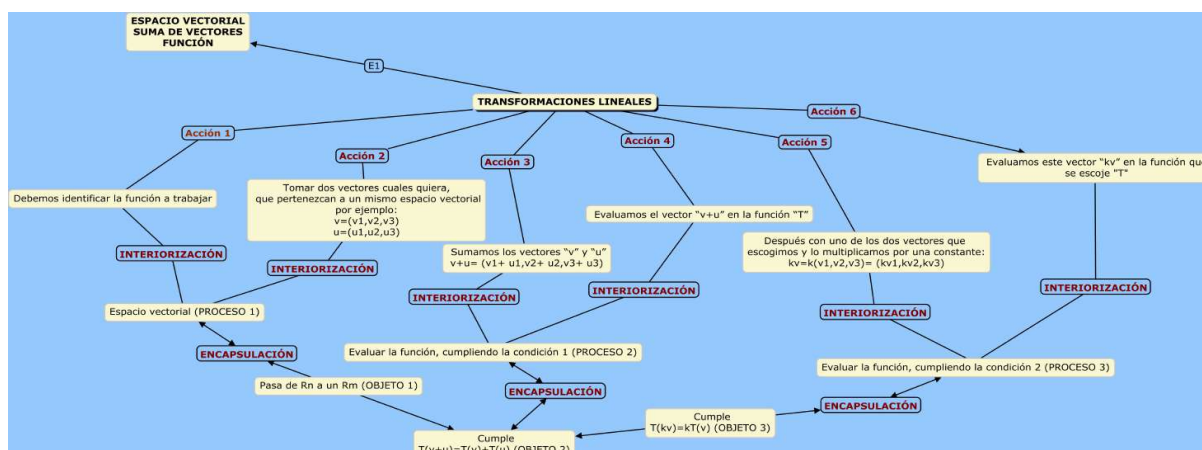 ESPACIO VECTORIAL
SUMA DE VECTORES
FUNCIÓN
E1
TRANSFORMACIONES LINEALES
Acción 1
Acción 2
Acción 3
Acción 4
Acción 5
Acción 6
Debemos identificar la función a trabajar
Tomar dos vectores cuales quiera,
que pertenezcan a un mismo espacio vectorial
por ejemplo:
v=(v1,v2,v3)
u=(u1,u2,u3)
Sumamos los vectores “v” y “u”
v+u= (v1+ u1,v2+ u2,v3+ u3)
Evaluamos el vector “v+u” en la función “T”
Después con uno de los dos vectores que
escogimos y lo multiplicamos por una constante:
kv=k(v1,v2,v3)= (kv1,kv2,kv3)
Evaluamos este vector “kv” en la función que
se escoje "T"
INTERIORIZACIÓN
INTERIORIZACIÓN
INTERIORIZACIÓN
INTERIORIZACIÓN
INTERIORIZACIÓN
INTERIORIZACIÓN
Espacio vectorial (PROCESO 1)
Evaluar la función, cumpliendo la condición 1 (PROCESO 2)
Evaluar la función, cumpliendo la condición 2 (PROCESO 3)
ENCAPSULACIÓN
ENCAPSULACIÓN
ENCAPSULACIÓN
Pasa de Rn a un Rm (OBJETO 1)
Cumple
T(v+u)=T(v)+T(u) (OBJETO 2)
Cumple
T(kv)=kT(v) (OBJETO 3)